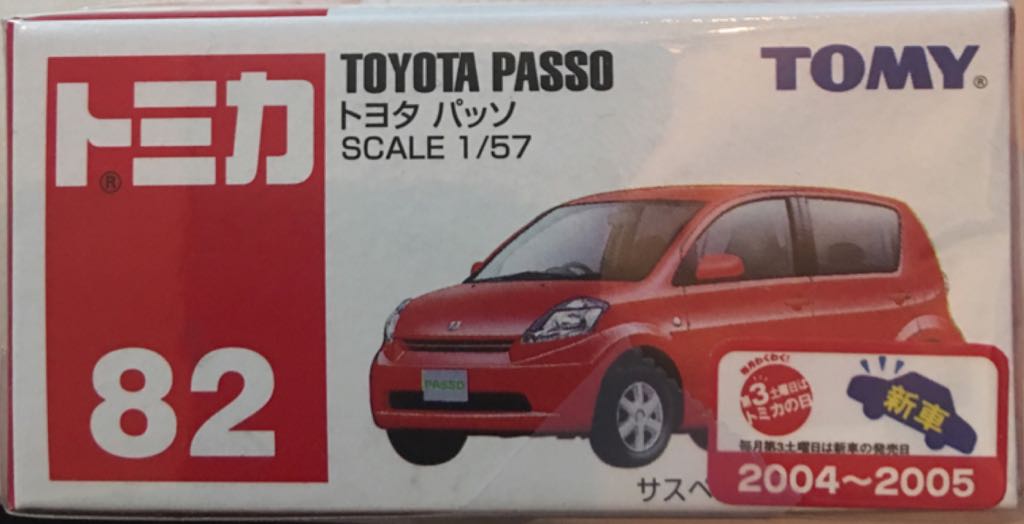 トミカ®
82
TOYOTA PASSO
トヨタ パッソ
SCALE 1/57
TOMY®
PASSO
サスペ
毎月わくわく!
第3土曜日は
トミカの日
新車
毎月第3土曜日は新車の発売日
2004~2005